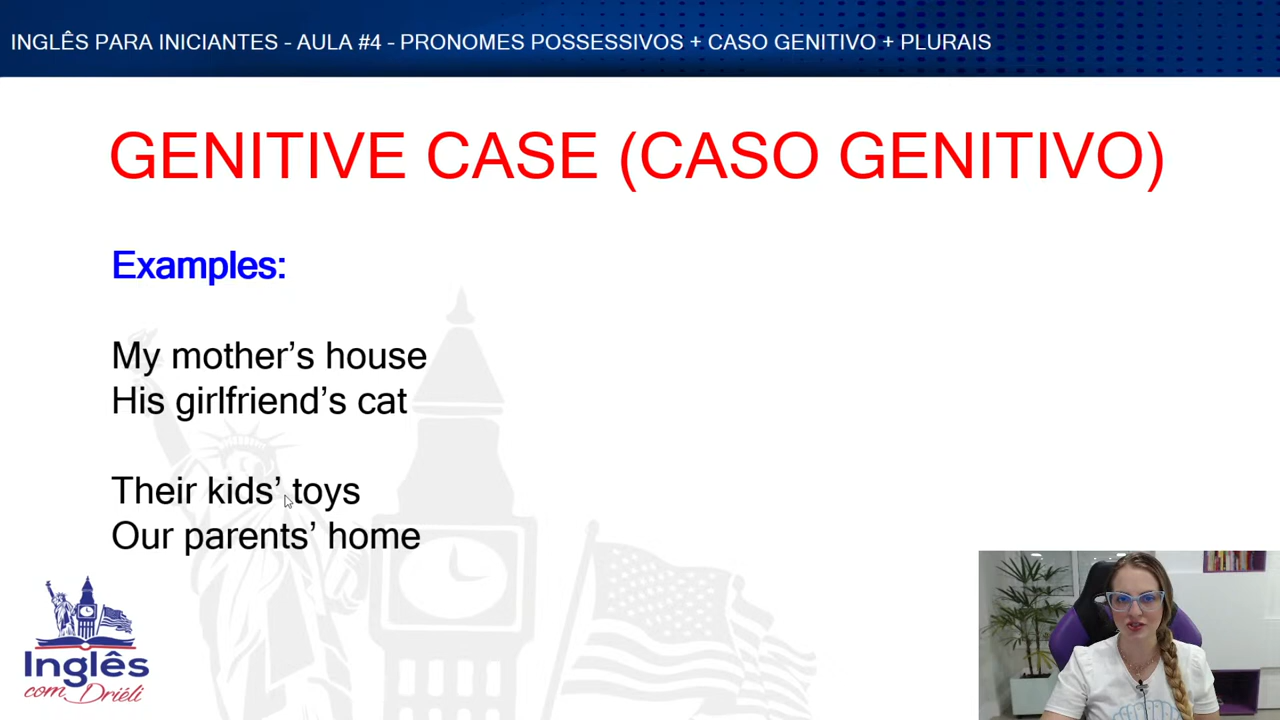 INGLÊS PARA INICIANTES - AULA #4 - PRONOMES POSSESSIVOS + CASO GENITIVO + PLURAIS
GENITIVE CASE (CASO GENITIVO)
Examples:
My mother’s house
His girlfriend’s cat
Their kids’ toys
Our parents’ home
Inglês
com Driéli